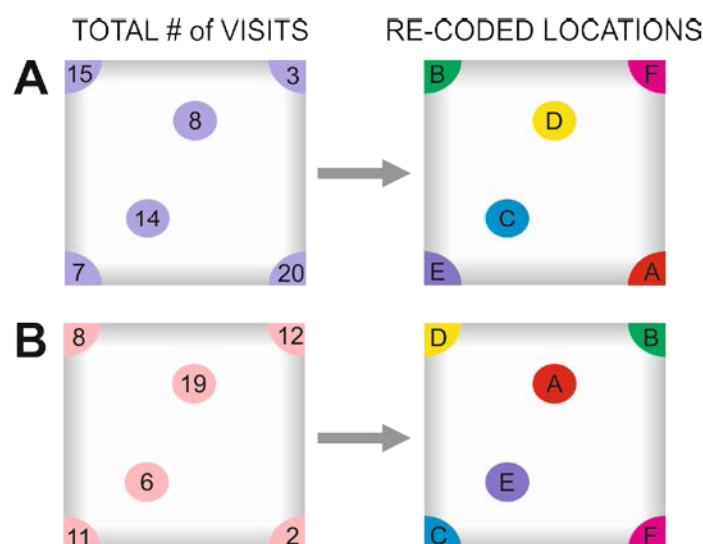 TOTAL # of VISITS
RE-CODED LOCATIONS
A
15
3
8
14
7
20
B
F
D
C
E
A
B
8
12
19
6
11
2
D
B
A
E
C
F